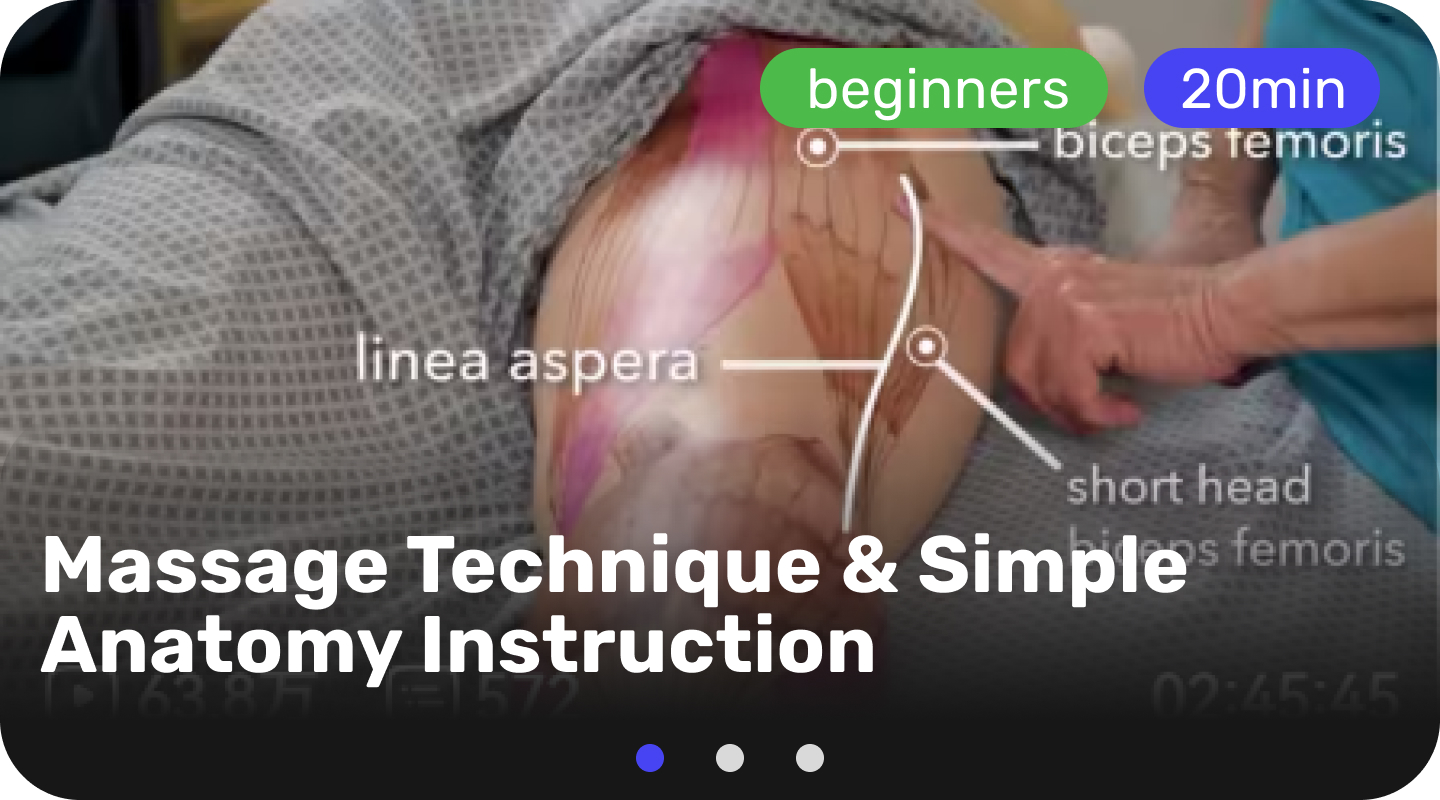 beginners
20min
biceps femoris
linea aspera
short head
biceps femoris
Massage Technique & Simple
Anatomy Instruction
63.8万
572
02:45:45